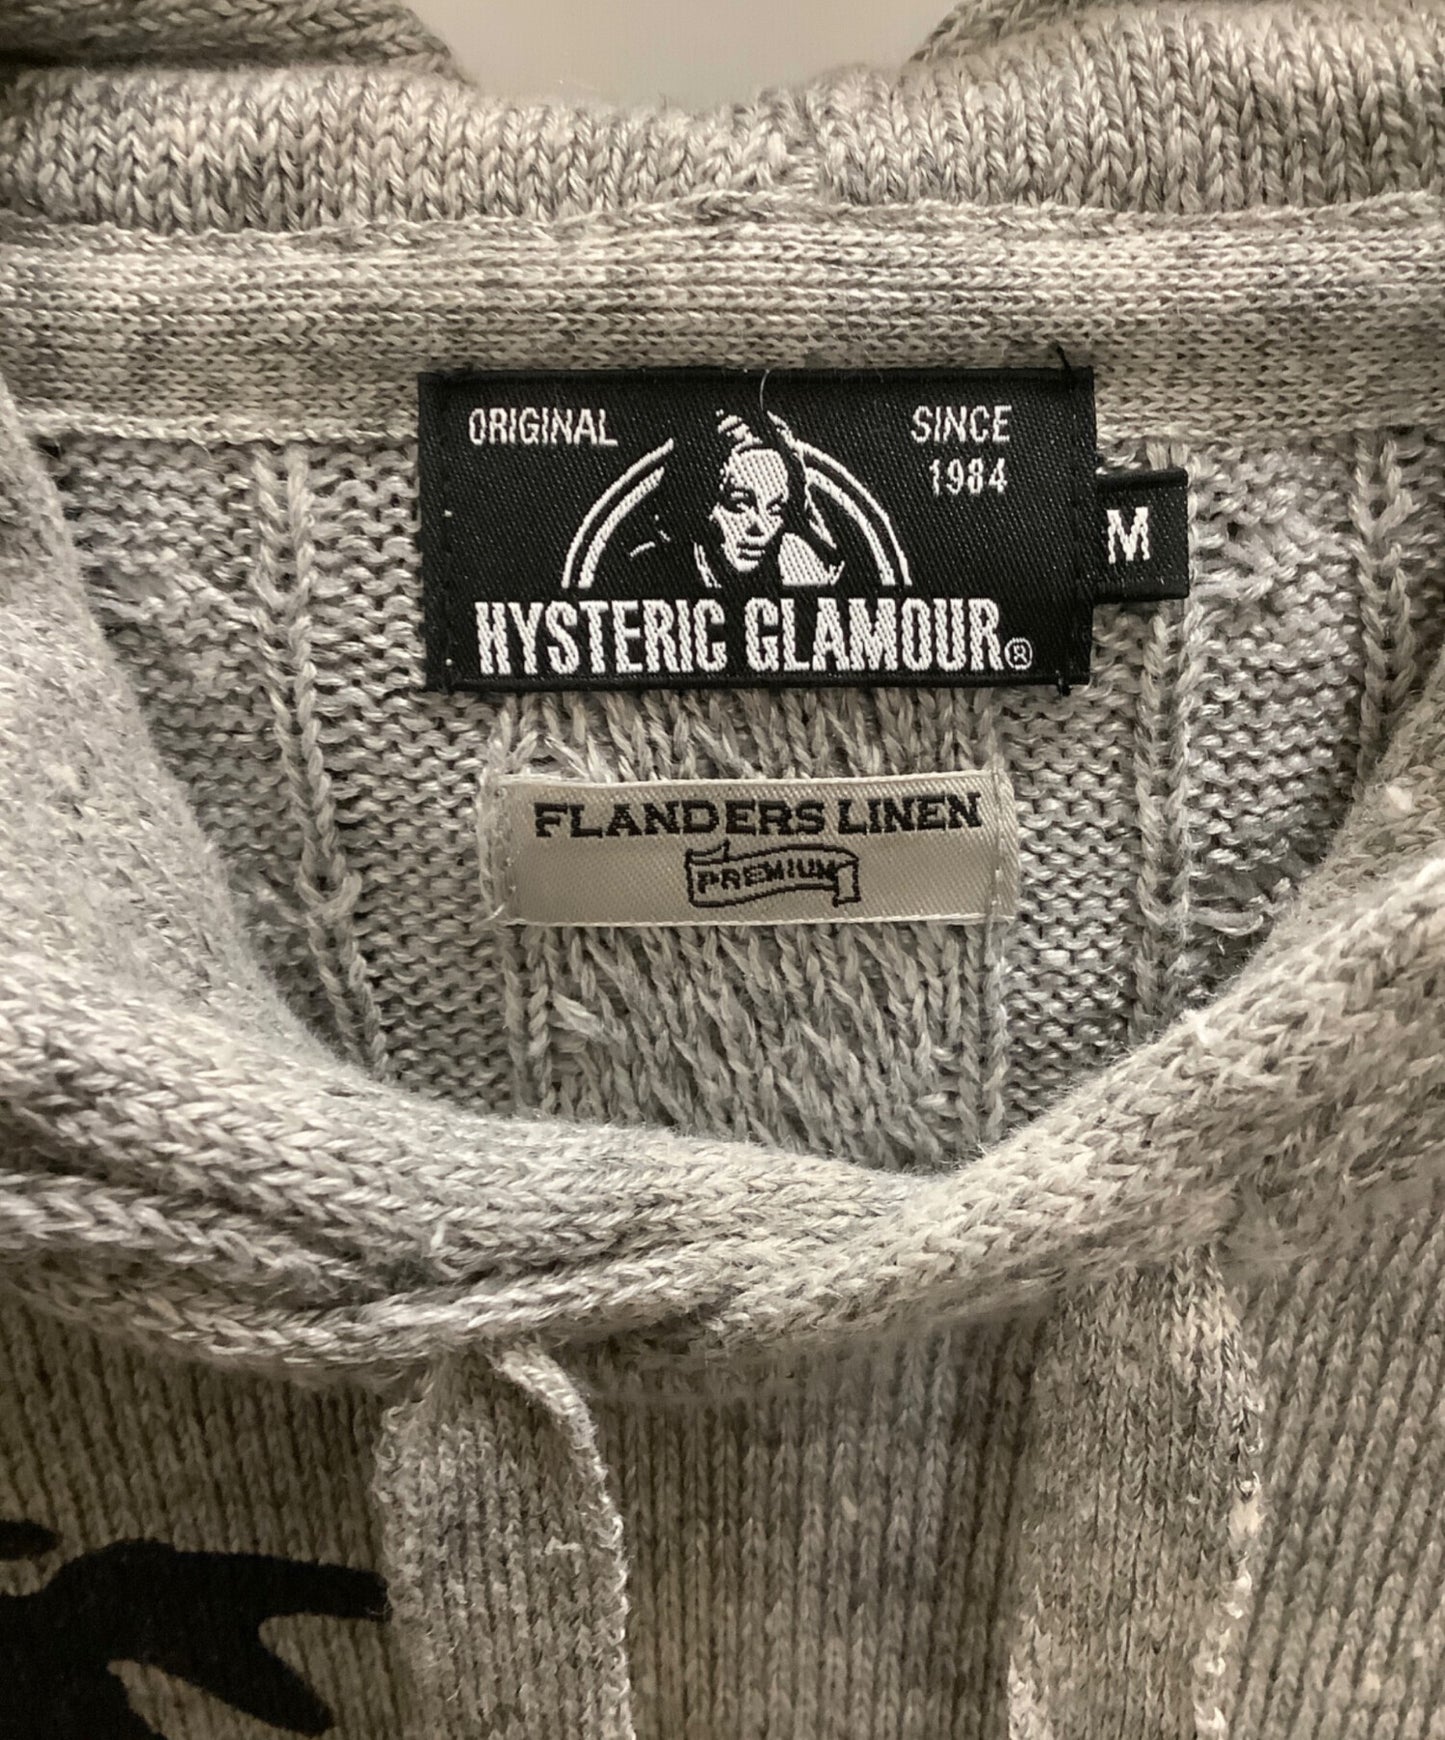 ORIGINAL
SINCE
1984
HYSTERIC GLAMOUR®
M
FLANDERS LINEN
PREMIUM